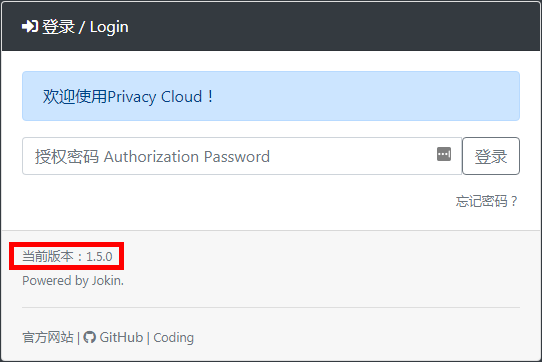 登录 / Login
欢迎使用Privacy Cloud！
授权密码 Authorization Password 登录
忘记密码？
当前版本：1.5.0
Powered by Jokin.
官方网站 | GitHub | Coding